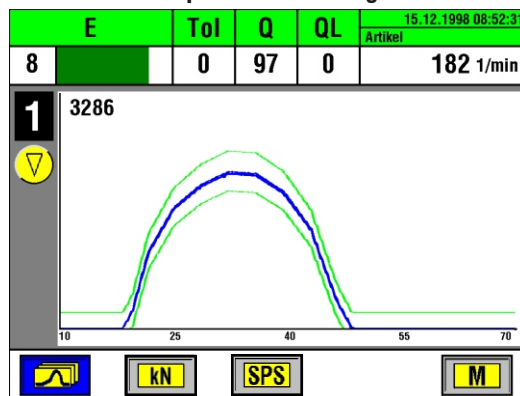 E Tol Q QL 15.12.1998 08:52:31
Artikel
8 0 97 0 182 1/min
1 3286
10 25 40 55 70
kN SPS M